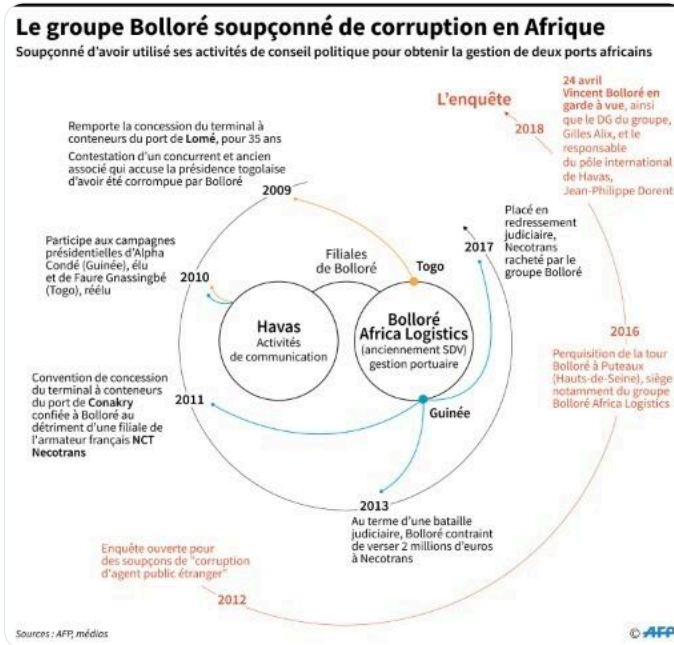 Le groupe Bolloré soupçonné de corruption en Afrique
Soupçonné d'avoir utilisé ses activités de conseil politique pour obtenir la gestion de deux ports africains
L'enquête
24 avril
Vincent Bolloré en
garde à vue, ainsi
que le DG du groupe,
Gilles Alix, et le
responsable
du pôle international
de Havas,
Jean-Philippe Dorent
2018
Remporte la concession du terminal à
conteneurs du port de Lomé, pour 35 ans
Contestation d'un concurrent et ancien
associé qui accuse la présidence togolaise
d'avoir été corrompue par Bolloré
2009
Placé en
redressement
judiciaire,
Necotrans
racheté par le
groupe Bolloré
2017
Participe aux campagnes
présidentielles d'Alpha
Condé (Guinée), élu
et de Faure Gnassingbé
(Togo), réélu
2010
Filiales
de Bolloré
Togo
Havas
Activités
de communication
Bolloré
Africa Logistics
(anciennement SDV)
gestion portuaire
2016
Perquisition de la tour
Bolloré à Puteaux
(Hauts-de-Seine), siège
notamment du groupe
Bolloré Africa Logistics
Convention de concession
du terminal à conteneurs
du port de Conakry
confiée à Bolloré au
détriment d'une filiale de
l'armateur français NCT
Necotrans
2011
Guinée
2013
Au terme d'une bataille
judiciaire, Bolloré contraint
de verser 2 millions d'euros
à Necotrans
Enquête ouverte pour
des soupçons de "corruption
d'agent public étranger"
2012
Sources : AFP, médias
© AFP